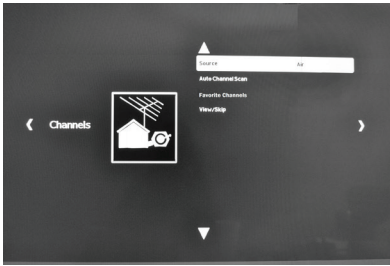 Source Air
Auto Channel Scan
Favorite Channels
View/Skip
Channels